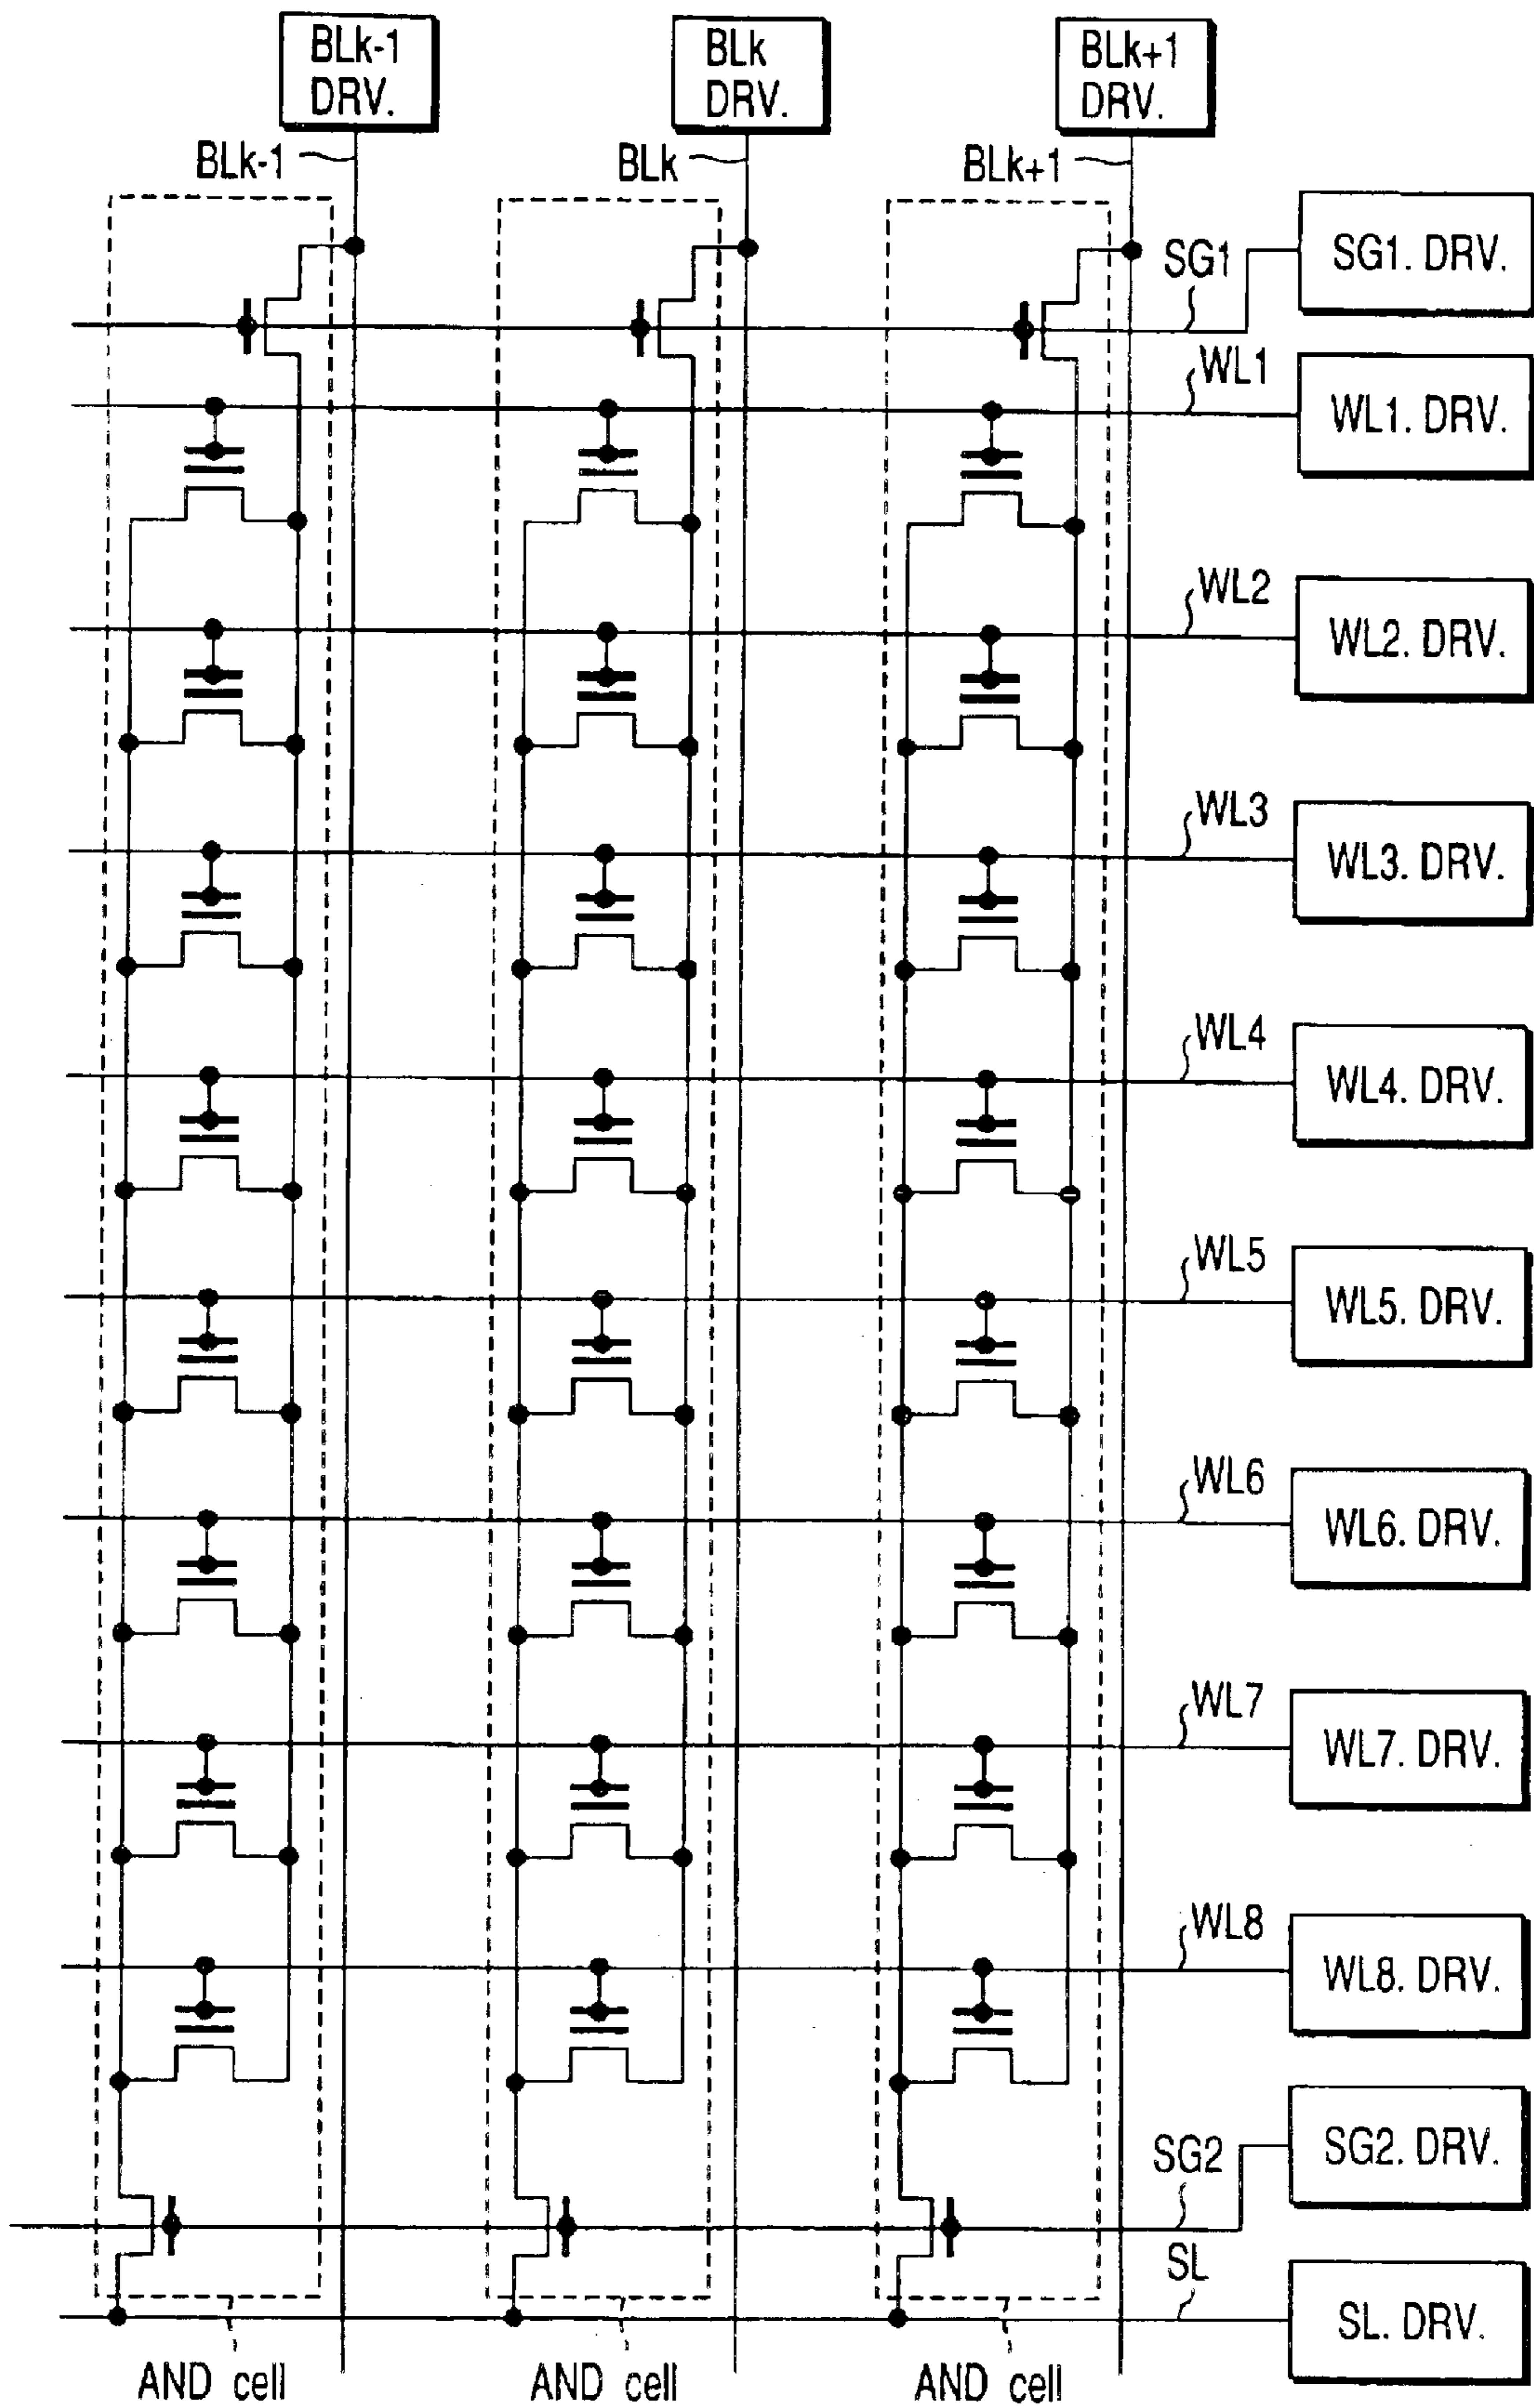 BLk-1
DRV.
BLk
DRV.
BLk+1
DRV.
BLk-1
BLk
BLk+1
SG1
SG1. DRV.
WL1
WL1. DRV.
WL2
WL2. DRV.
WL3
WL3. DRV.
WL4
WL4. DRV.
WL5
WL5. DRV.
WL6
WL6. DRV.
WL7
WL7. DRV.
WL8
WL8. DRV.
SG2
SG2. DRV.
SL
SL. DRV.
AND cell
AND cell
AND cell